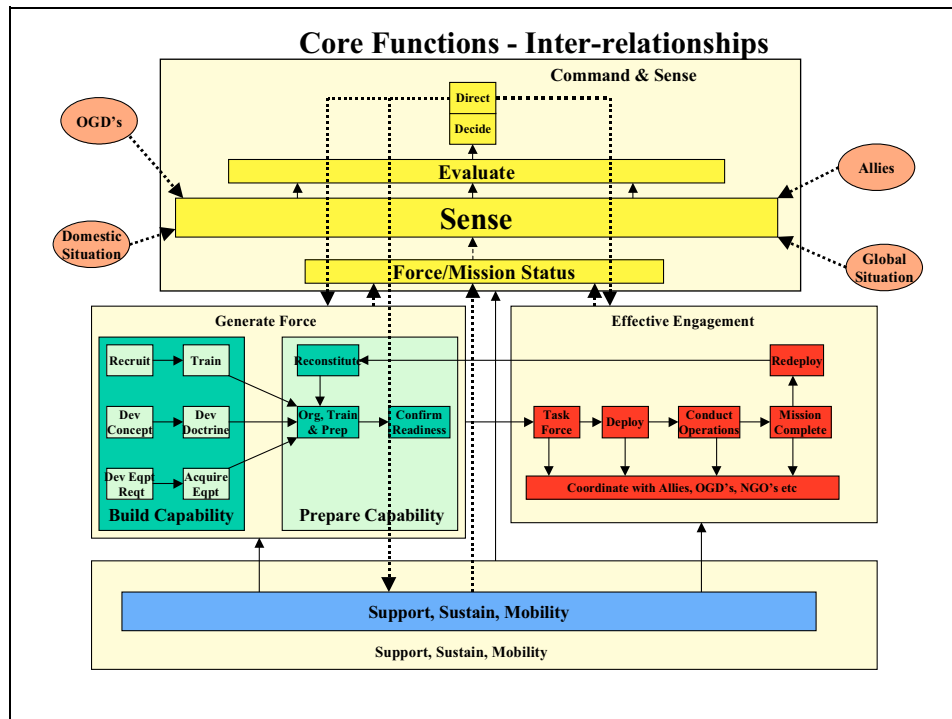 Core Functions - Inter-relationships
Command & Sense
Direct
Decide
OGD's
Allies
Evaluate
Sense
Domestic
Situation
Global
Situation
Force/Mission Status
Generate Force
Effective Engagement
Recruit
Train
Reconstitute
Redeploy
Dev
Concept
Dev
Doctrine
Org, Train
& Prep
Confirm
Readiness
Task
Force
Deploy
Conduct
Operations
Mission
Complete
Dev Eqpt
Reqt
Acquire
Eqpt
Coordinate with Allies, OGD's, NGO's etc
Build Capability
Prepare Capability
Support, Sustain, Mobility
Support, Sustain, Mobility